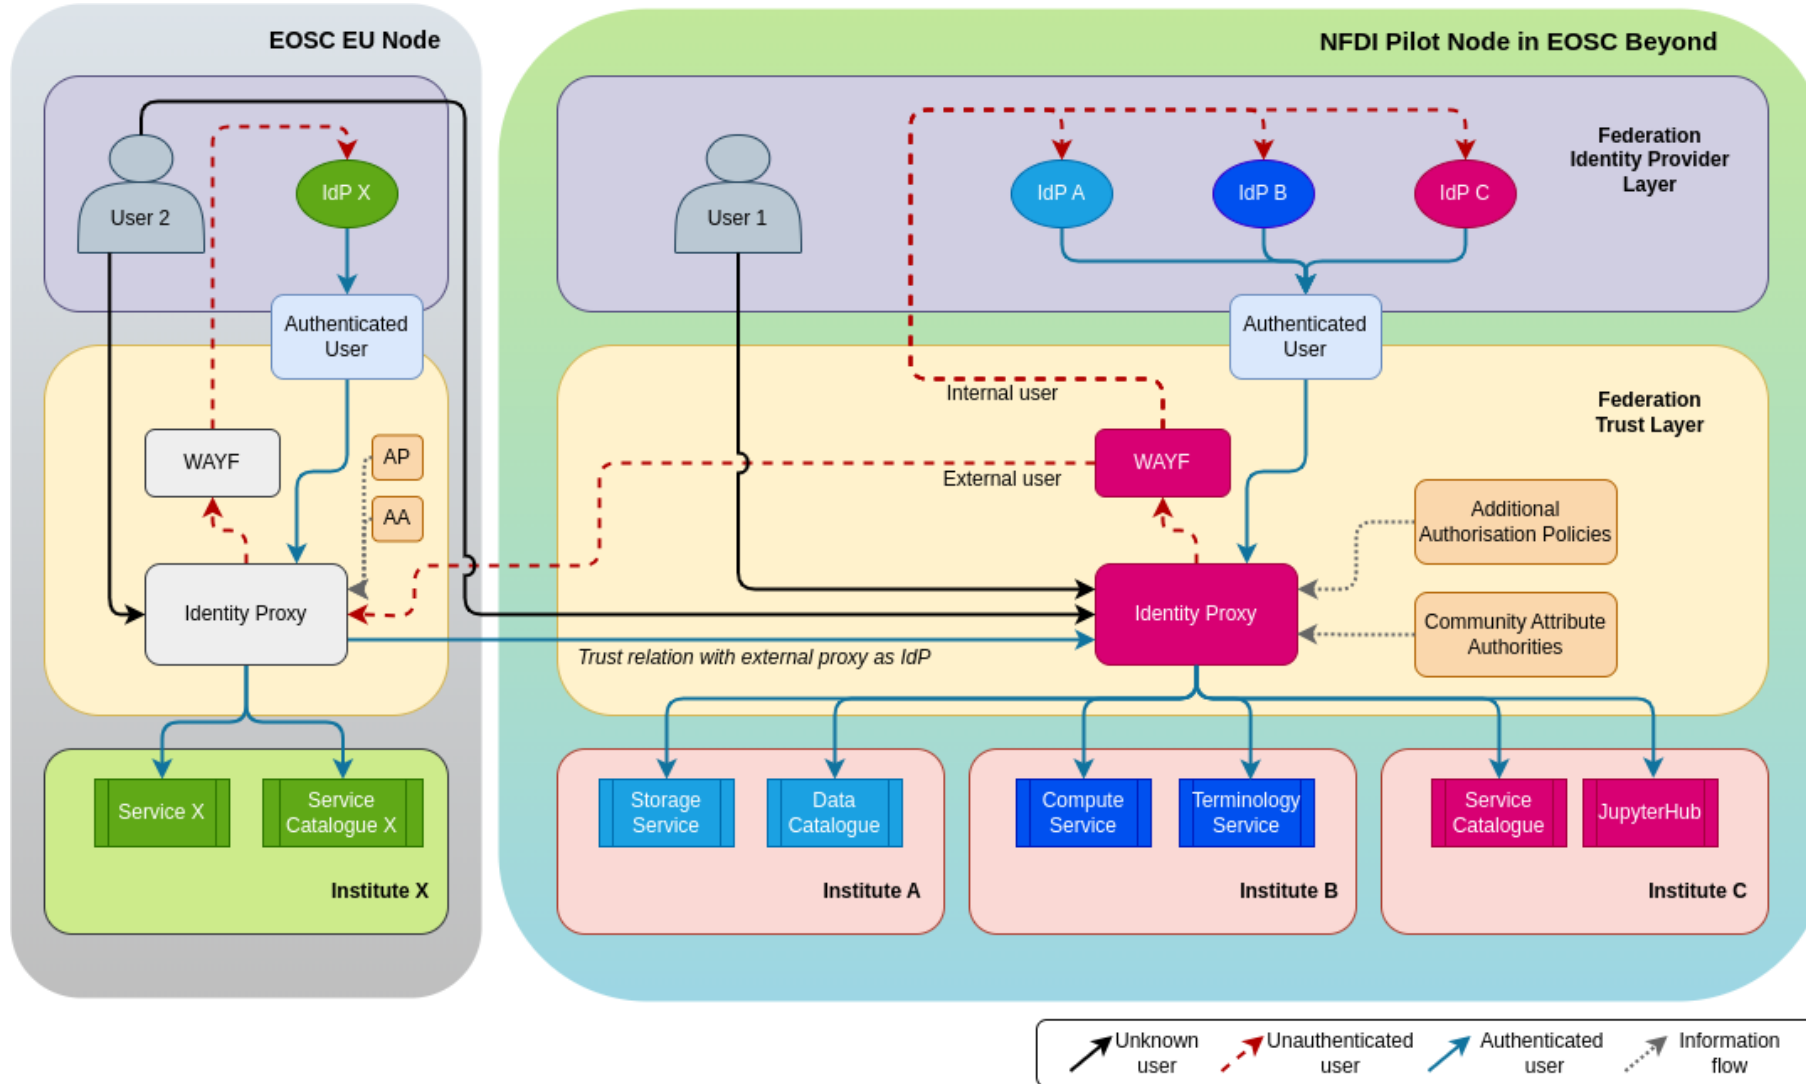 EOSC EU Node
User 2
IdP X
Authenticated
User
WAYF
AP
AA
Identity Proxy
Service X
Service
Catalogue X
Institute X
NFDI Pilot Node in EOSC Beyond
User 1
IdP A
IdP B
IdP C
Federation
Identity Provider
Layer
Authenticated
User
Internal user
External user
WAYF
Federation
Trust Layer
Additional
Authorisation Policies
Identity Proxy
Community Attribute
Authorities
Trust relation with external proxy as IdP
Storage
Service
Data
Catalogue
Institute A
Compute
Service
Terminology
Service
Institute B
Service
Catalogue
JupyterHub
Institute C
Unknown
user
Unauthenticated
user
Authenticated
user
Information
flow